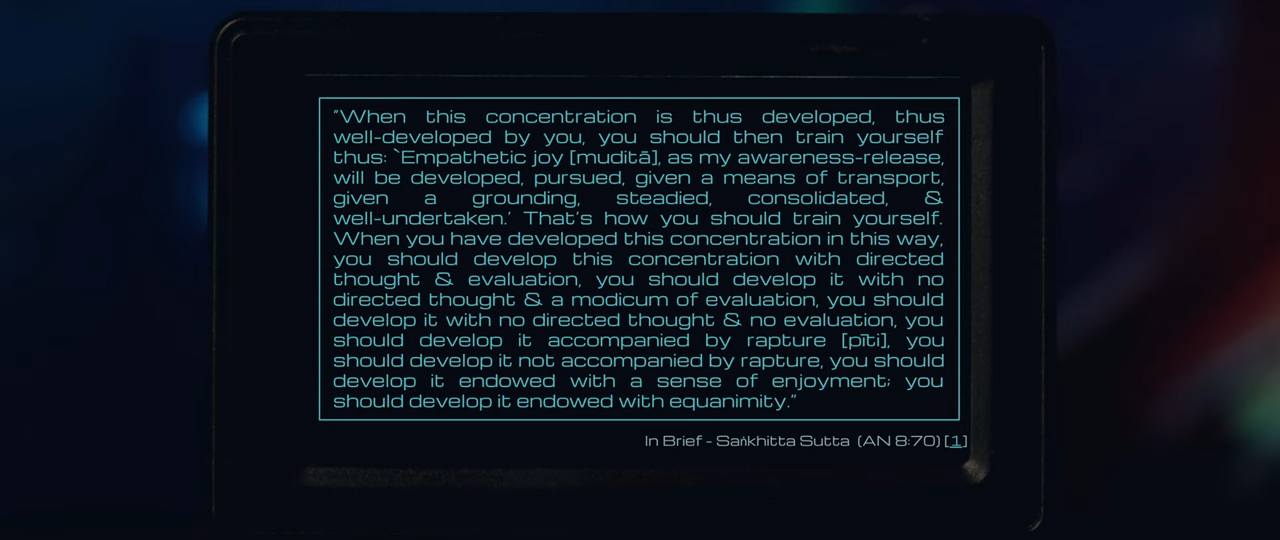 "When this concentration is thus developed, thus
well-developed by you, you should then train yourself
thus: `Empathetic joy [muditā], as my awareness-release,
will be developed, pursued, given a means of transport,
given a grounding, steadied, consolidated, &
well-undertaken.' That's how you should train yourself.
When you have developed this concentration in this way,
you should develop this concentration with directed
thought & evaluation, you should develop it with no
directed thought & a modicum of evaluation, you should
develop it with no directed thought & no evaluation, you
should develop it accompanied by rapture [pīti], you
should develop it not accompanied by rapture, you should
develop it endowed with a sense of enjoyment; you
should develop it endowed with equanimity."
In Brief - Saṅkhitta Sutta (AN 8:70) [1]